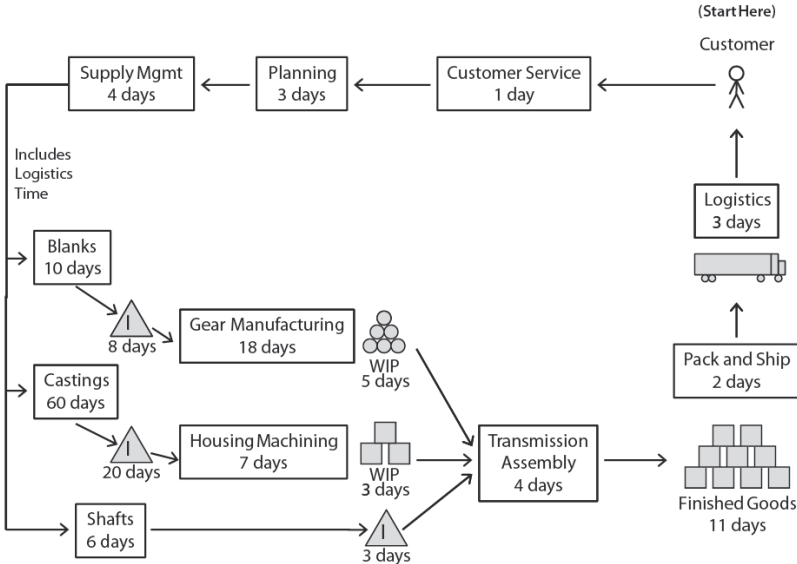 (Start Here)
Customer
Supply Mgmt
4 days
Planning
3 days
Customer Service
1 day
Includes
Logistics
Time
Logistics
3 days
Blanks
10 days
I
8 days
Gear Manufacturing
18 days
WIP
5 days
Pack and Ship
2 days
Castings
60 days
I
20 days
Housing Machining
7 days
WIP
3 days
Transmission
Assembly
4 days
Finished Goods
11 days
Shafts
6 days
I
3 days